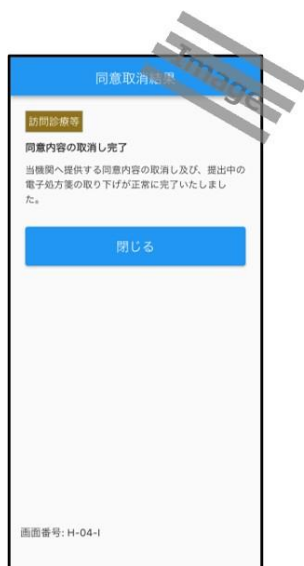 同意取消結果
Image
訪問診療等
同意内容の取消し完了
当機関へ提供する同意内容の取消し及び、提出中の
電子処方箋の取り下げが正常に完了いたしまし
た。
閉じる
画面番号: H-04-I